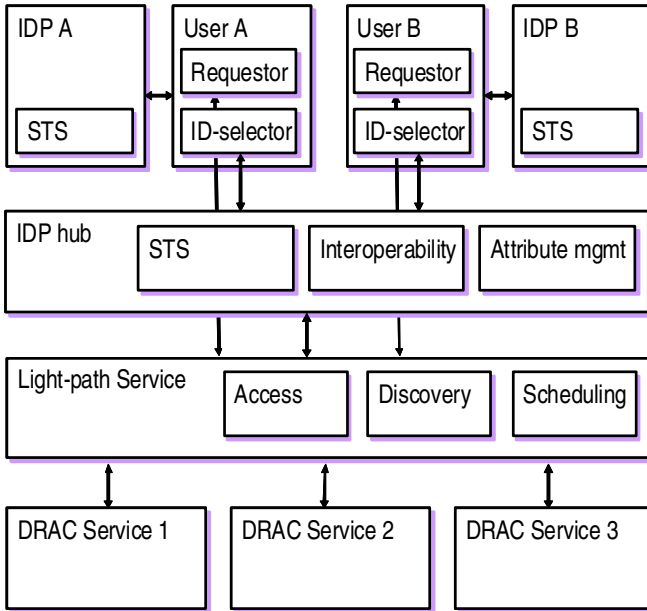 IDP A
User A
User B
IDP B
Requestor
Requestor
STS
ID-selector
ID-selector
STS
IDP hub
STS
Interoperability
Attribute mgmt
Light-path Service
Access
Discovery
Scheduling
DRAC Service 1
DRAC Service 2
DRAC Service 3